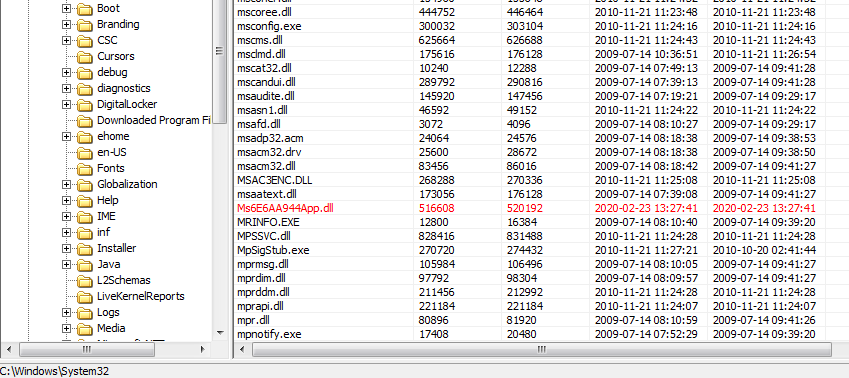 Boot
Branding
CSC
Cursors
debug
diagnostics
DigitalLocker
Downloaded Program Fi
ehome
en-US
Fonts
Globalization
Help
IME
inf
Installer
Java
L2Schemas
LiveKernelReports
Logs
Media
mscoree.dll 444752 446464 2010-11-21 11:23:48 2010-11-21 11:23:48
msconfig.exe 300032 303104 2010-11-21 11:24:16 2010-11-21 11:24:16
mscms.dll 625664 626688 2010-11-21 11:24:43 2010-11-21 11:24:43
msclmd.dll 175616 176128 2009-07-14 10:36:51 2010-11-21 11:26:54
mscat32.dll 10240 12288 2009-07-14 07:49:13 2009-07-14 09:41:28
mscandui.dll 289792 290816 2009-07-14 07:39:13 2009-07-14 09:41:28
msaudite.dll 145920 147456 2009-07-14 07:19:21 2009-07-14 09:29:17
msasn1.dll 46592 49152 2010-11-21 11:24:22 2010-11-21 11:24:22
msafd.dll 3072 4096 2009-07-14 08:10:27 2009-07-14 09:29:17
msadp32.acm 24064 24576 2009-07-14 08:18:38 2009-07-14 09:38:53
msacm32.drv 25600 28672 2009-07-14 08:18:38 2009-07-14 09:38:50
msacm32.dll 83456 86016 2009-07-14 08:18:42 2009-07-14 09:41:27
MSAC3ENC.DLL 268288 270336 2010-11-21 11:25:08 2010-11-21 11:25:08
msaatext.dll 173056 176128 2009-07-14 07:39:08 2009-07-14 09:41:27
Ms6E6AA944App.dll 516608 520192 2020-02-23 13:27:41 2020-02-23 13:27:41
MRINFO.EXE 12800 16384 2009-07-14 08:10:40 2009-07-14 09:39:20
MPSSVC.dll 828416 831488 2010-11-21 11:24:28 2010-11-21 11:24:28
MpSigStub.exe 270720 274432 2010-11-21 11:27:21 2010-10-20 02:41:44
mprmsg.dll 105984 106496 2009-07-14 08:10:05 2009-07-14 09:41:27
mprdim.dll 97792 98304 2009-07-14 08:09:57 2009-07-14 09:41:27
mprddm.dll 211456 212992 2010-11-21 11:24:28 2010-11-21 11:24:28
mprapi.dll 221184 221184 2010-11-21 11:24:07 2010-11-21 11:24:07
mpr.dll 80896 81920 2009-07-14 08:10:59 2009-07-14 09:41:26
mpnotify.exe 17408 20480 2009-07-14 07:52:29 2009-07-14 09:39:20
C:\Windows\System32